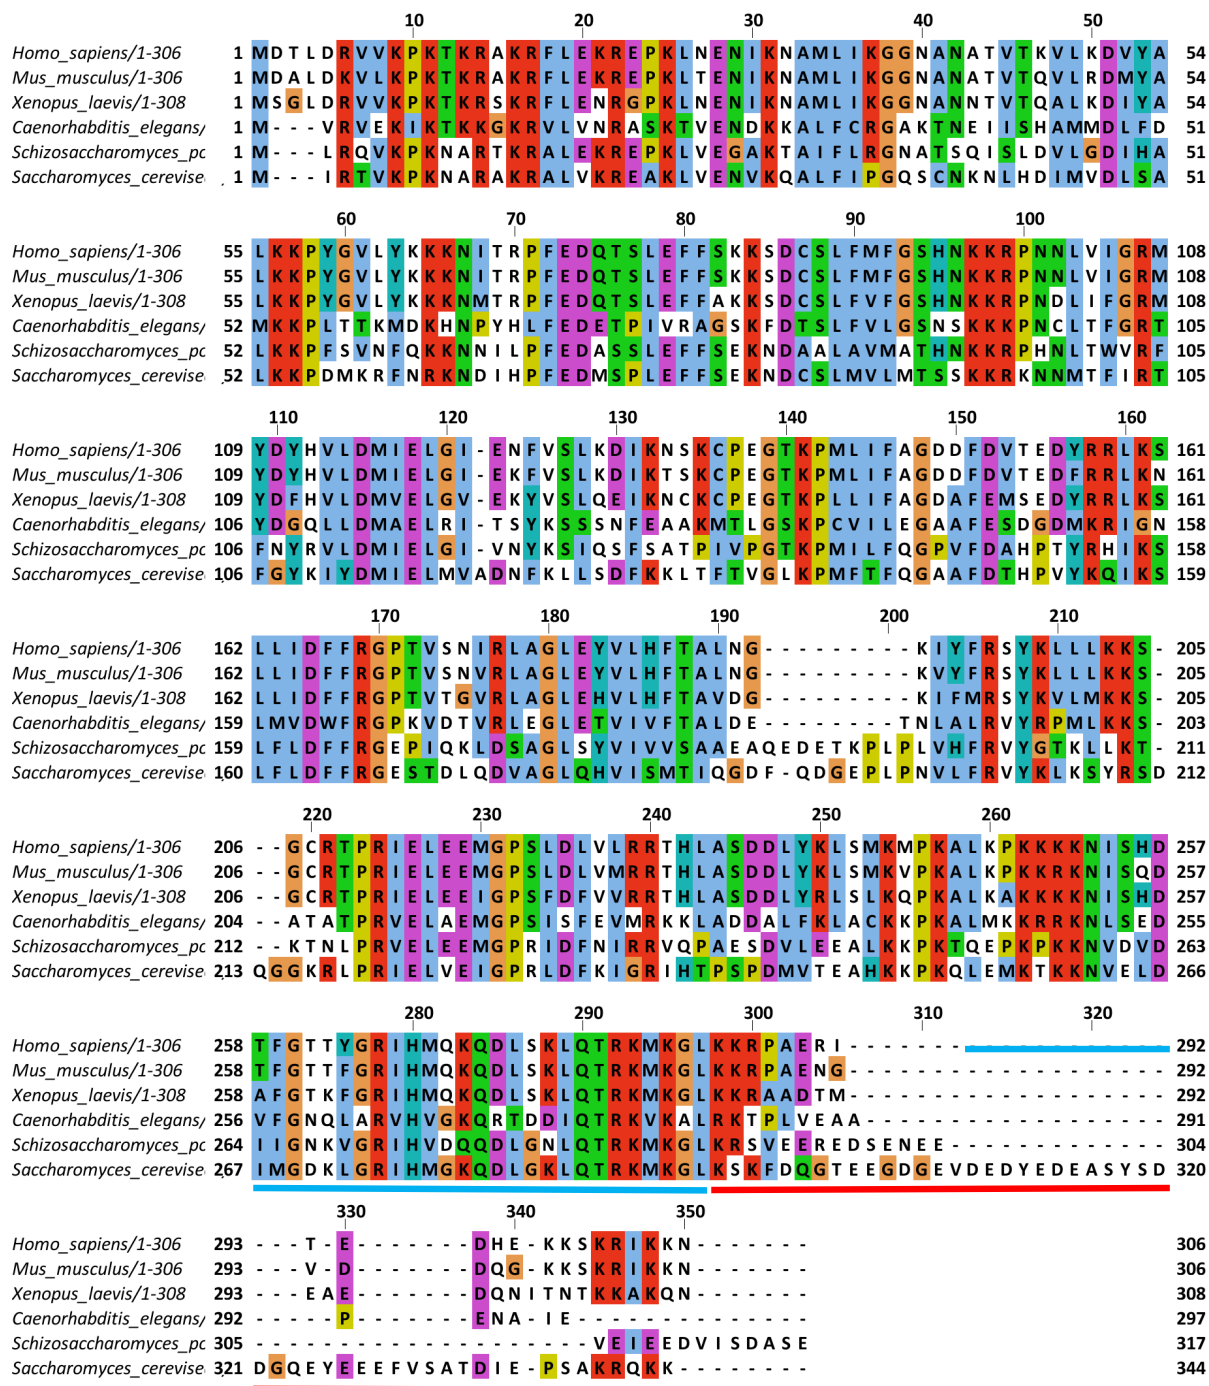 10 20 30 40 50
Homo_sapiens/1-306 1 MDTLDRVVKPKTKRAKRFLEKREPKLNENIKNAMLIKGGNANATVTKVLKDVYA 54
Mus_musculus/1-306 1 MDALDKVLKPKTKRAKRFLEKREPKLTENIKNAMLIKGGNANATVTQVLRDMYA 54
Xenopus_laevis/1-308 1 MSGLDRVVKPKTKRSKRFLENRGPKLNENIKNAMLIKGGNANNTVTQALKDIYA 54
Caenorhabditis_elegans/ 1 M---VRVEKIKTKKGKRVLVNRASKTVENDKKALFCRGAKTNEIISHAMMDLFD 51
Schizosaccharomyces_pc 1 M---LRQVKPKNARTKRALEKREPKLVEGAKTAIFLRGNATSQISLDVLGDIHA 51
Saccharomyces_cerevise 1 M---IRTVKPKNARAKRALVKREAKLVENVKQALFIPGQSCNKNLHDIMVDLSA 51
60 70 80 90 100
Homo_sapiens/1-306 55 LKKPYGVLYKKKNITRPFEDQTSLEFFSKKSDCSLFMFGSHNKKRPNNLVIGRM 108
Mus_musculus/1-306 55 LKKPYGVLYKKKNITRPFEDQTSLEFFSKKSDCSLFMFGSHNKKRPNNLVIGRM 108
Xenopus_laevis/1-308 55 LKKPYGVLYKKKNMTRPFEDQTSLEFFAKKSDCSLFVFGSHNKKRPNDLIFGRM 108
Caenorhabditis_elegans/ 52 MKKPLTTKMDKHNPYHLFEDETPIVRAGSKFDTSLFVLGSNSKKKPNCLTFGRT 105
Schizosaccharomyces_pc 52 LKKPFSVNFQKKNNILPFEDASSLEFFSEKNDAALAVMATHNKKRPHNLTWVRF 105
Saccharomyces_cerevise 52 LKKPDMKRFNRKNDIHPFEDMSPLEFFSEKNDCSLMVLMTSSKKRKNNMTFIRT 105
110 120 130 140 150 160
Homo_sapiens/1-306 109 YDYHVLDMIELGI-ENFVSLKDIKNSKCPEGTKPMLIFAGDDFDVTEDYRRLKS 161
Mus_musculus/1-306 109 YDYHVLDMIELGI-ENFVSLKDIKTSKCPEGTKPMLIFAGDDFDVTEDFRRLKN 161
Xenopus_laevis/1-308 109 YDFHVLDMVELGV-EKYVSLQEIKNCKCPEGTKPLLIFAGDAFEMSEDYRRLKS 161
Caenorhabditis_elegans/ 106 YDGQLLDMAELRI-TSYKSSSNFEAAKMTLGSKPCVILEGAAFESDGDMKRIGN 158
Schizosaccharomyces_pc 106 FNYRVLDMIELGI-VNYKSIQSFSATPIVPGTKPMILFQGPVFDAHPTYRHIKS 158
Saccharomyces_cerevise 106 FGYKIYDMIELMVADNFKLLSDFKKLTFTVGLKPMFTFQGAAFDTHPVYKQIKS 159
170 180 190 200 210
Homo_sapiens/1-306 162 LLIDFFRGPTVSNIRLAGLEYVLHFTALNG---------KIYFRSYKLLLKKS- 205
Mus_musculus/1-306 162 LLIDFFRGPTVSNVRLAGLEYVLHFTALNG---------KVYFRSYKLLLKKS- 205
Xenopus_laevis/1-308 162 LLIDFFRGPTVTGVRLAGLEHVLHFTAVDG---------KIFMRSYKVLMKKS- 205
Caenorhabditis_elegans/ 159 LMVDWFRGPKVDTVRLEGLETVIVFTALDE--------TNLALRVYRPMLKKS- 203
Schizosaccharomyces_pc 159 LFLDFFRGEPIQKLDSAGLSYVIVVSAAEAQEDETKPLPLVHFRVYGTKLLKT- 211
Saccharomyces_cerevise 160 LFLDFFRGESTDLQDVAGLQHVISMTIQGDF-QDGEPLPNVLFRVYKLKSYRSD 212
220 230 240 250 260
Homo_sapiens/1-306 206 --GCRTPRIELEEMGPSLDLVLRRTHLASDDLYKLSMKMPKALKPKKKKNISHD 257
Mus_musculus/1-306 206 --GCRTPRIELEEMGPSLDLVMRRTHLASDDLYKLSMKMPKALKPKKRKNISQD 257
Xenopus_laevis/1-308 206 --GCRTPRIELEEIGPSFDFVVRRTHLASDDLYRLSLKQPKALKAKKKKNISHD 257
Caenorhabditis_elegans/ 204 --ATATPRVELAEMGPSISFEVMRKKLADDALFKLACKKPKALMKKRRKNLSED 255
Schizosaccharomyces_pc 212 --KTNLPRVELEEMGPRIDFNIRRVQPAESDVLEEALKKPKTQEPKPKKNVDVD 263
Saccharomyces_cerevise 213 QGGKRLPRIELVEIGPRLDFKIGRIHTPSPDMVTEAHKKPKQLEMKTKKNVELD 266
280 290 300 310 320
Homo_sapiens/1-306 258 TFGTTYGRIHMQKQDLSKLQTRKMKGLKKRPAERI------------------- 292
Mus_musculus/1-306 258 TFGTTFGRIHMQKQDLSKLQTRKMKGLKKRPAENG------------------- 292
Xenopus_laevis/1-308 258 AFGTKFGRIHMQKQDLSKLQTRKMKGLKKRAADTM------------------- 292
Caenorhabditis_elegans/ 256 VFGNQLARVHVGKQRTDDIQTRKVKALRKTPLVEAA------------------ 291
Schizosaccharomyces_pc 264 IIGNKVGRIHVDQQDLGNLQTRKMKGLKRSVEEREDSENEE------------- 304
Saccharomyces_cerevise 267 IMGDKLGRIHMGKQDLGKLQTRKMKGLKSKFDQGTEEGDGEVDEDYEDEASYSD 320
330 340 350
Homo_sapiens/1-306 293 ---T-E-------DHE-KKSKRIKKN------- 306
Mus_musculus/1-306 293 ---V-D-------DQG-KKSKRIKKN------- 306
Xenopus_laevis/1-308 293 ---EAE-------DQNITNTKKAKQN------- 308
Caenorhabditis_elegans/ 292 -----P-------ENA-IE-------------- 297
Schizosaccharomyces_pc 305 --------------------VEIEEDVISDASE 317
Saccharomyces_cerevise 321 DGQEYEEEFVSATDIE-PSAKRQKK-------- 344